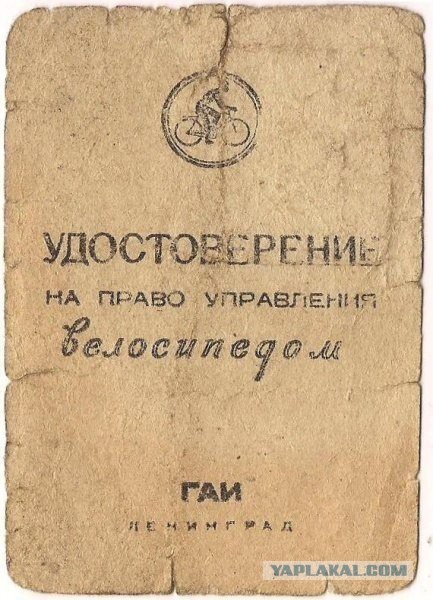 УДОСТОВЕРЕНИЕ
НА ПРАВО УПРАВЛЕНИЯ
велосипедом
ГАИ
ЛЕНИНГРАД
YAPLAKAL.COM